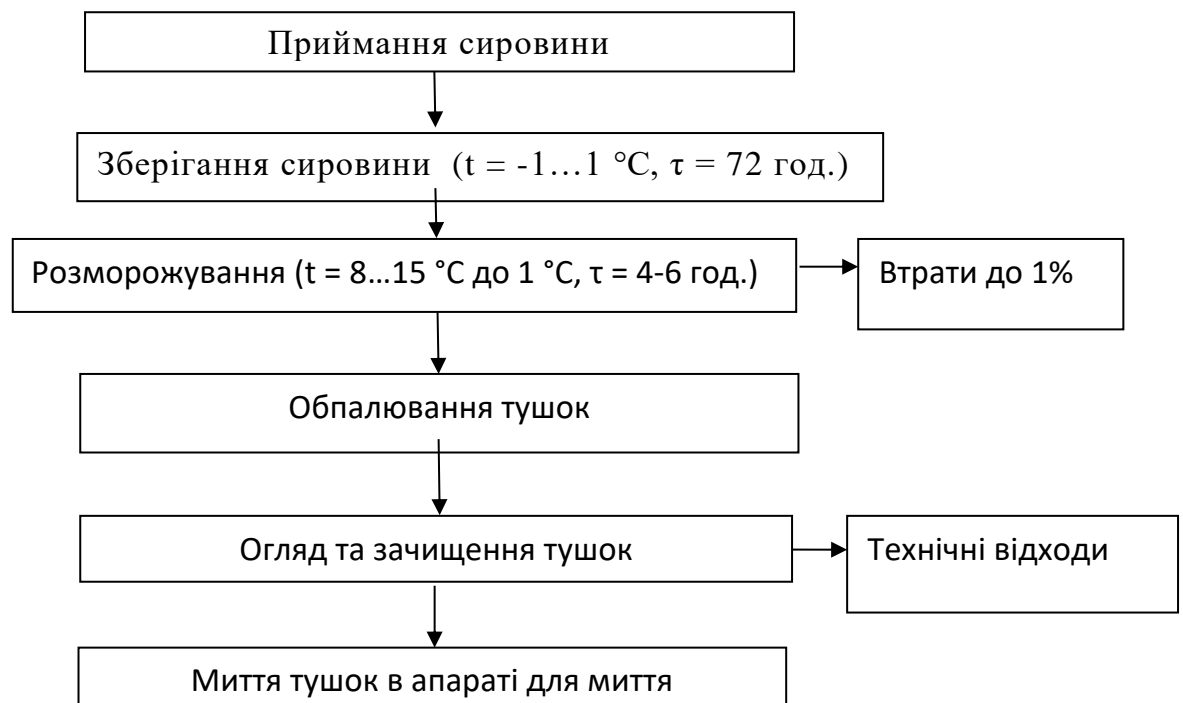 Приймання сировини
Зберігання сировини (t = -1…1 °С, τ = 72 год.)
Розморожування (t = 8…15 °С до 1 °С, τ = 4-6 год.)
Втрати до 1%
Обпалювання тушок
Огляд та зачищення тушок
Технічні відходи
Миття тушок в апараті для миття